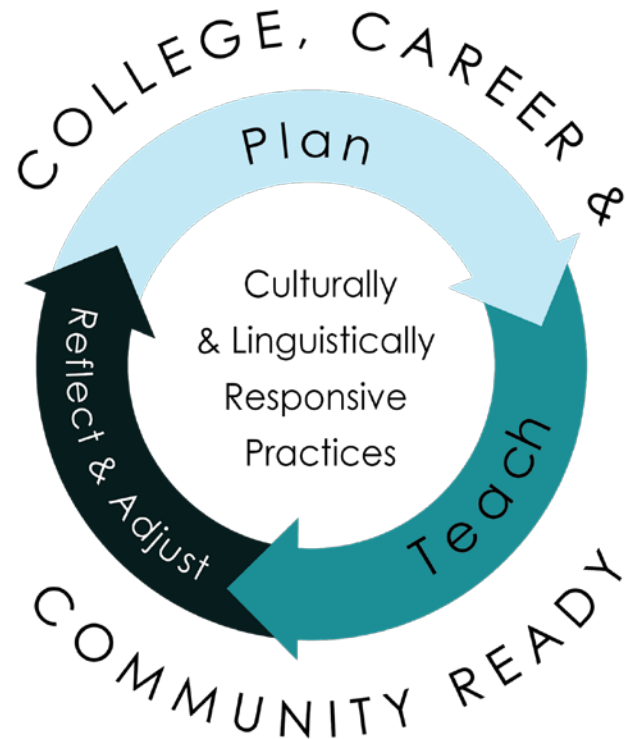 COLLEGE, CAREER &
Plan
Culturally
& Linguistically
Responsive
Practices
Teach
Reflect & Adjust
COMMUNITY READY